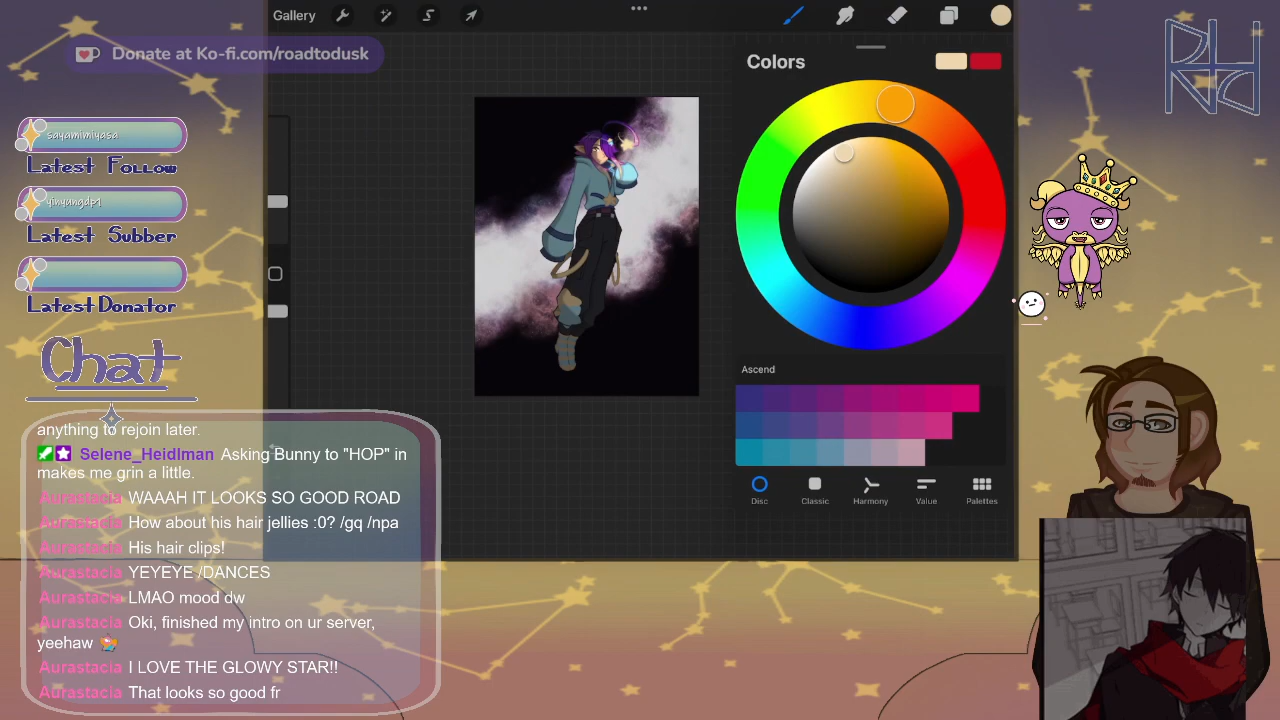 Gallery
Donate at Ko-fi.com/roadtodusk
Colors
sayamimiyasa
Latest Follow
yinyangdp1
Latest Subber
Latest Donator
Chat
anything to rejoin later.
Selene_Heidlman Asking Bunny to "HOP" in
makes me grin a little.
Aurastacia WAAAH IT LOOKS SO GOOD ROAD
Aurastacia How about his hair jellies :0? /gq /npa
Aurastacia His hair clips!
Aurastacia YEYEYE /DANCES
Aurastacia LMAO mood dw
Aurastacia Oki, finished my intro on ur server,
yeehaw
Aurastacia I LOVE THE GLOWY STAR!!
Aurastacia That looks so good fr
Ascend
Disc
Classic
Harmony
Value
Palettes